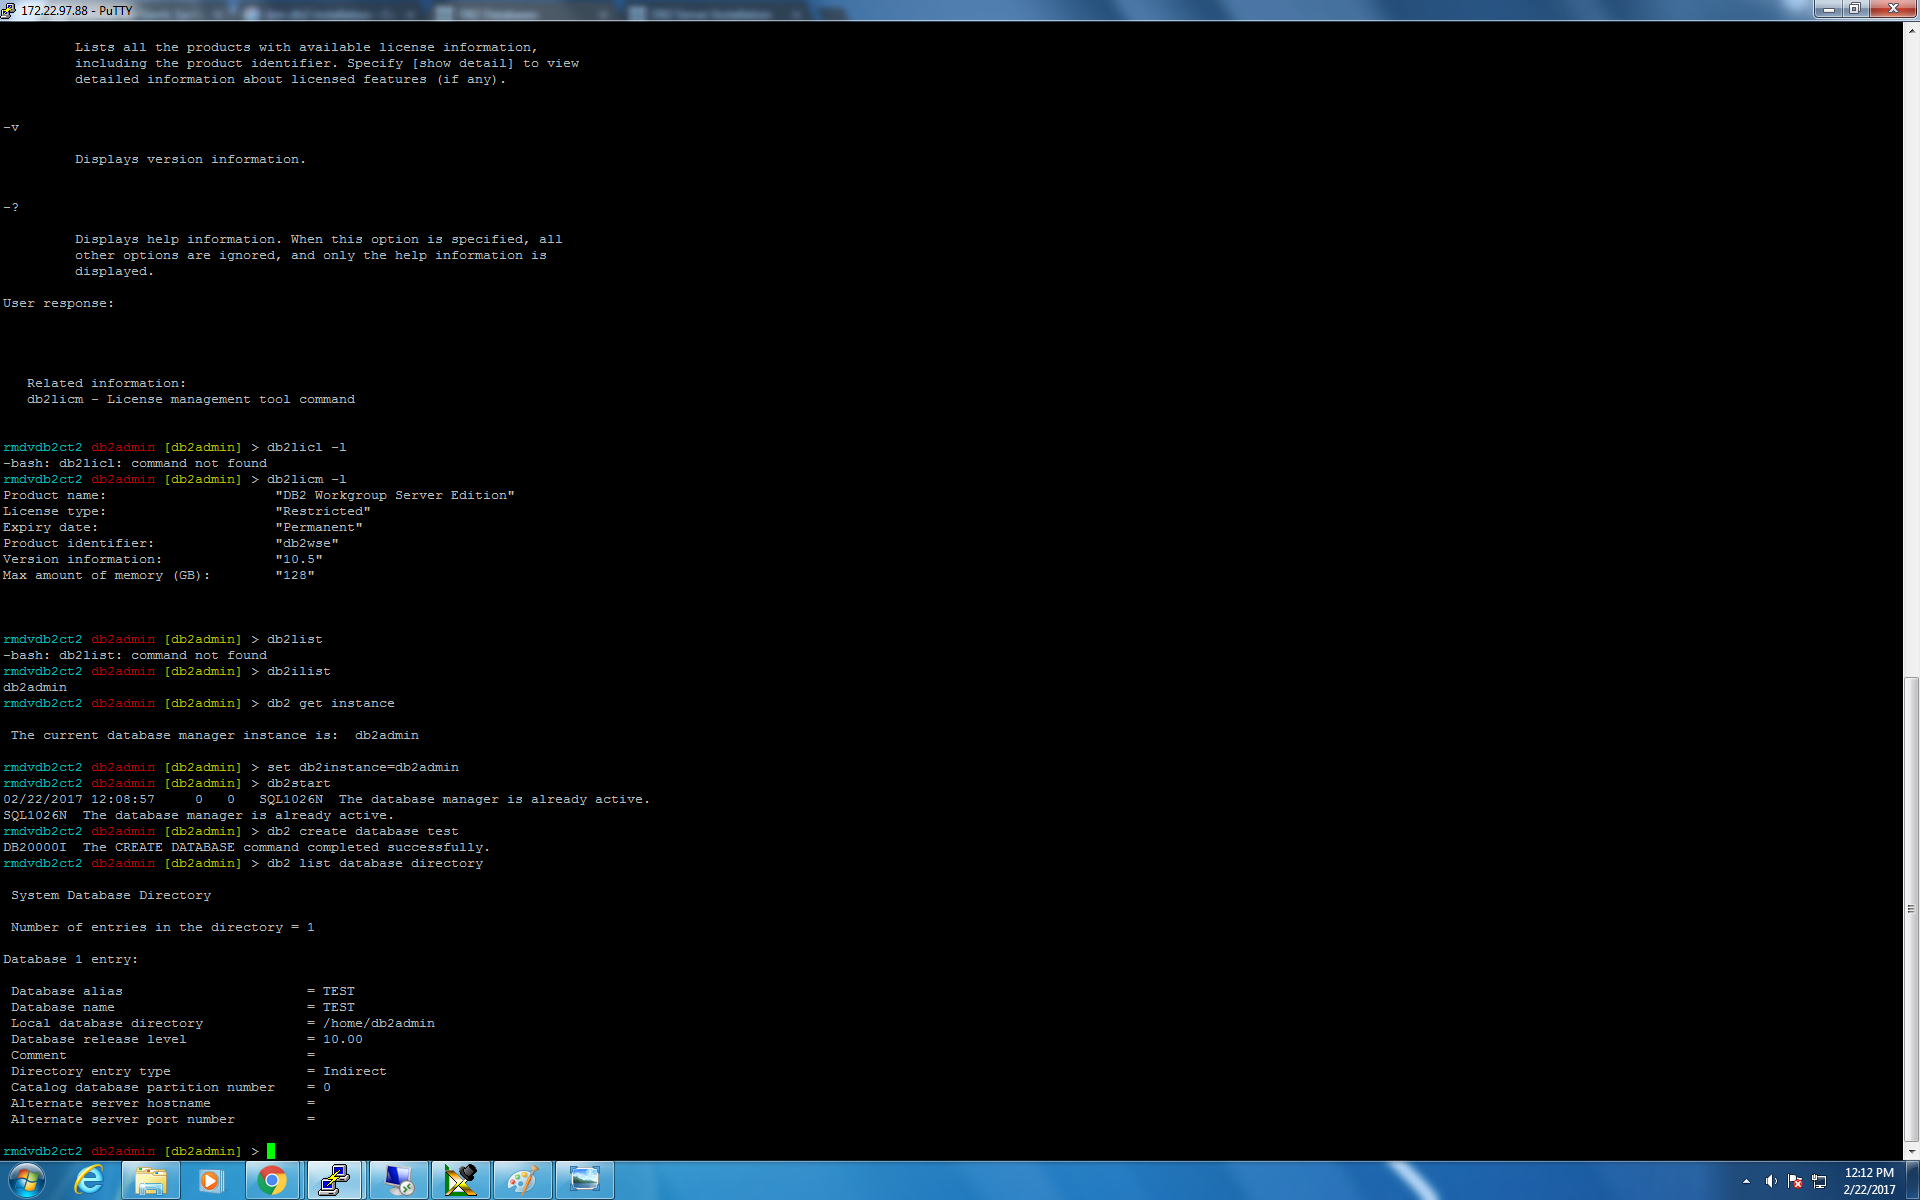 172.22.97.88 - PuTTY
Lists all the products with available license information,
including the product identifier. Specify [show detail] to view
detailed information about licensed features (if any).
-v
Displays version information.
-?
Displays help information. When this option is specified, all
other options are ignored, and only the help information is
displayed.
User response:
Related information:
db2licm - License management tool command
rmdvdb2ct2 db2admin [db2admin] > db2licl -l
-bash: db2licl: command not found
rmdvdb2ct2 db2admin [db2admin] > db2licm -l
Product name: "DB2 Workgroup Server Edition"
License type: "Restricted"
Expiry date: "Permanent"
Product identifier: "db2wse"
Version information: "10.5"
Max amount of memory (GB): "128"
rmdvdb2ct2 db2admin [db2admin] > db2list
-bash: db2list: command not found
rmdvdb2ct2 db2admin [db2admin] > db2ilist
db2admin
rmdvdb2ct2 db2admin [db2admin] > db2 get instance
The current database manager instance is: db2admin
rmdvdb2ct2 db2admin [db2admin] > set db2instance=db2admin
rmdvdb2ct2 db2admin [db2admin] > db2start
02/22/2017 12:08:57 0 0 SQL1026N The database manager is already active.
SQL1026N The database manager is already active.
rmdvdb2ct2 db2admin [db2admin] > db2 create database test
DB20000I The CREATE DATABASE command completed successfully.
rmdvdb2ct2 db2admin [db2admin] > db2 list database directory
System Database Directory
Number of entries in the directory = 1
Database 1 entry:
Database alias = TEST
Database name = TEST
Local database directory = /home/db2admin
Database release level = 10.00
Comment =
Directory entry type = Indirect
Catalog database partition number = 0
Alternate server hostname =
Alternate server port number =
rmdvdb2ct2 db2admin [db2admin] >
12:12 PM
2/22/2017